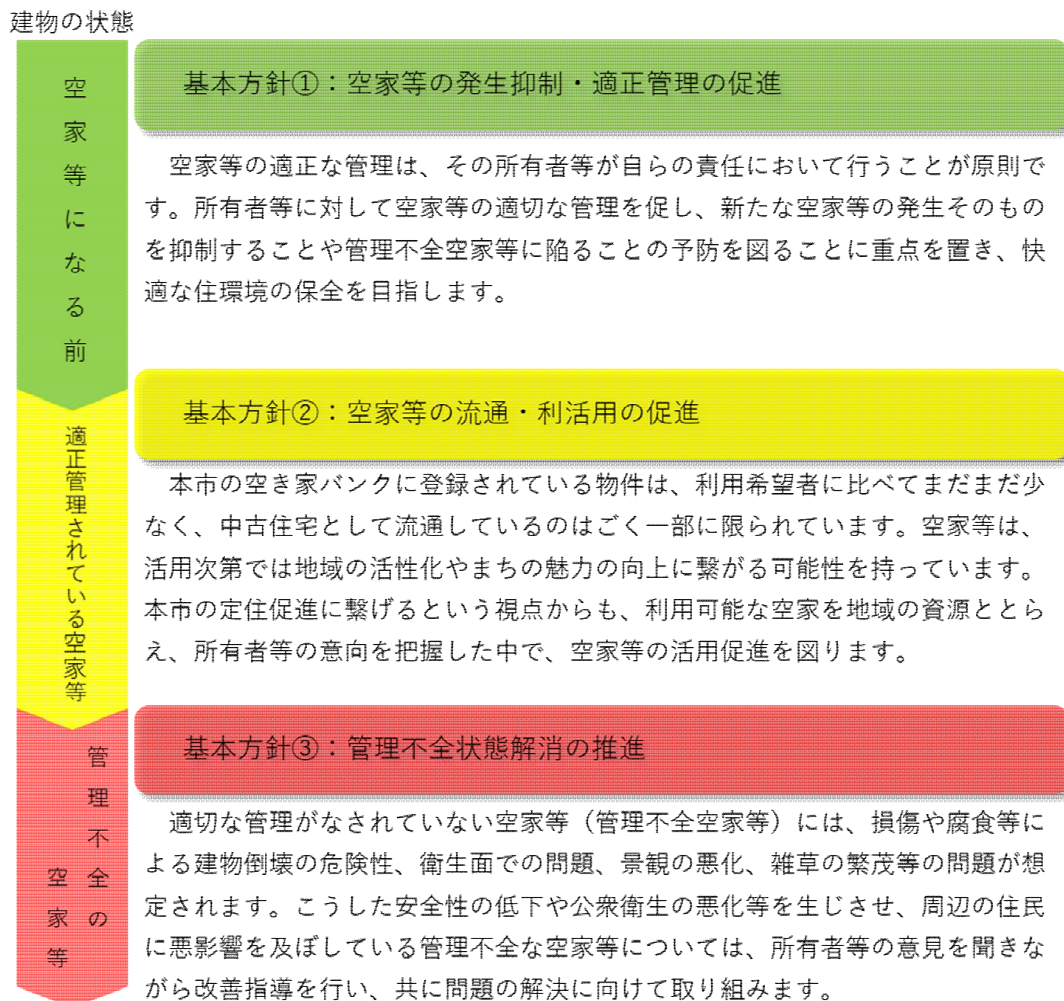 建物の状態
空家等になる前
基本方針①：空家等の発生抑制・適正管理の促進
　空家等の適正な管理は、その所有者等が自らの責任において行うことが原則で
す。所有者等に対して空家等の適切な管理を促し、新たな空家等の発生そのもの
を抑制することや管理不全空家等に陥ることの予防を図ることに重点を置き、快
適な住環境の保全を目指します。
適正管理されている空家等
基本方針②：空家等の流通・利活用の促進
　本市の空き家バンクに登録されている物件は、利用希望者に比べてまだまだ少
なく、中古住宅として流通しているのはごく一部に限られています。空家等は、
活用次第では地域の活性化やまちの魅力の向上に繋がる可能性を持っています。
本市の定住促進に繋げるという視点からも、利用可能な空家を地域の資源ととら
え、所有者等の意向を把握した中で、空家等の活用促進を図ります。
管理不全の
空家等
基本方針③：管理不全状態解消の推進
　適切な管理がなされていない空家等（管理不全空家等）には、損傷や腐食等に
よる建物倒壊の危険性、衛生面での問題、景観の悪化、雑草の繁茂等の問題が想
定されます。こうした安全性の低下や公衆衛生の悪化等を生じさせ、周辺の住民
に悪影響を及ぼしている管理不全な空家等については、所有者等の意見を聞きな
がら改善指導を行い、共に問題の解決に向けて取り組みます。